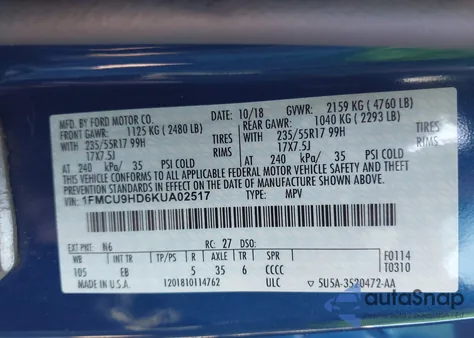 MFD. BY FORD MOTOR CO. 10/18 GVWR: 2159 KG (4760 LB)
FRONT GAWR: 1125 KG (2480 LB) REAR GAWR: 1040 KG (2293 LB)
WITH 235/55R17 99H TIRES WITH 235/55R17 99H TIRES
17X7.5J RIMS 17X7.5J RIMS
AT 240 kPa/ 35 PSI COLD AT 240 kPa/ 35 PSI COLD
THIS VEHICLE CONFORMS TO ALL APPLICABLE FEDERAL MOTOR VEHICLE SAFETY
AND THEFT PREVENTION STANDARDS IN EFFECT ON THE DATE OF MANUFACTURE SHOWN ABOVE.
VIN: 1FMCU9HD6KUA02517 TYPE: MPV
EXT PNT: N6 RC: 27 DSO: F0114
WB INT TR TP/PS R AXLE TR SPR T0310
105 EB 5 35 6 CCCC
1201810114762 ULC 5U5A-3520472-AA
autoSnap